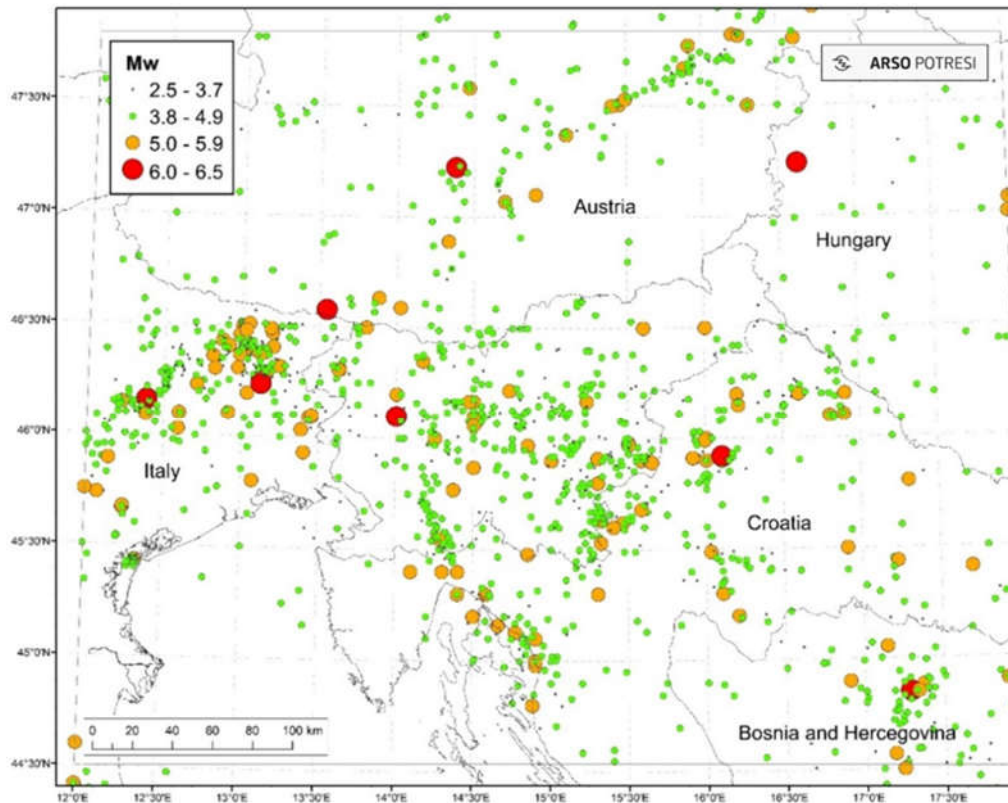 Mw
2.5 - 3.7
3.8 - 4.9
5.0 - 5.9
6.0 - 6.5
ARSO POTRESI
47°30'N
47°0'N
46°30'N
46°0'N
45°30'N
45°0'N
44°30'N
Austria
Hungary
Italy
Croatia
Bosnia and Hercegovina
0 20 40 60 80 100 km
12°0'E 12°30'E 13°0'E 13°30'E 14°0'E 14°30'E 15°0'E 15°30'E 16°0'E 16°30'E 17°0'E 17°30'E